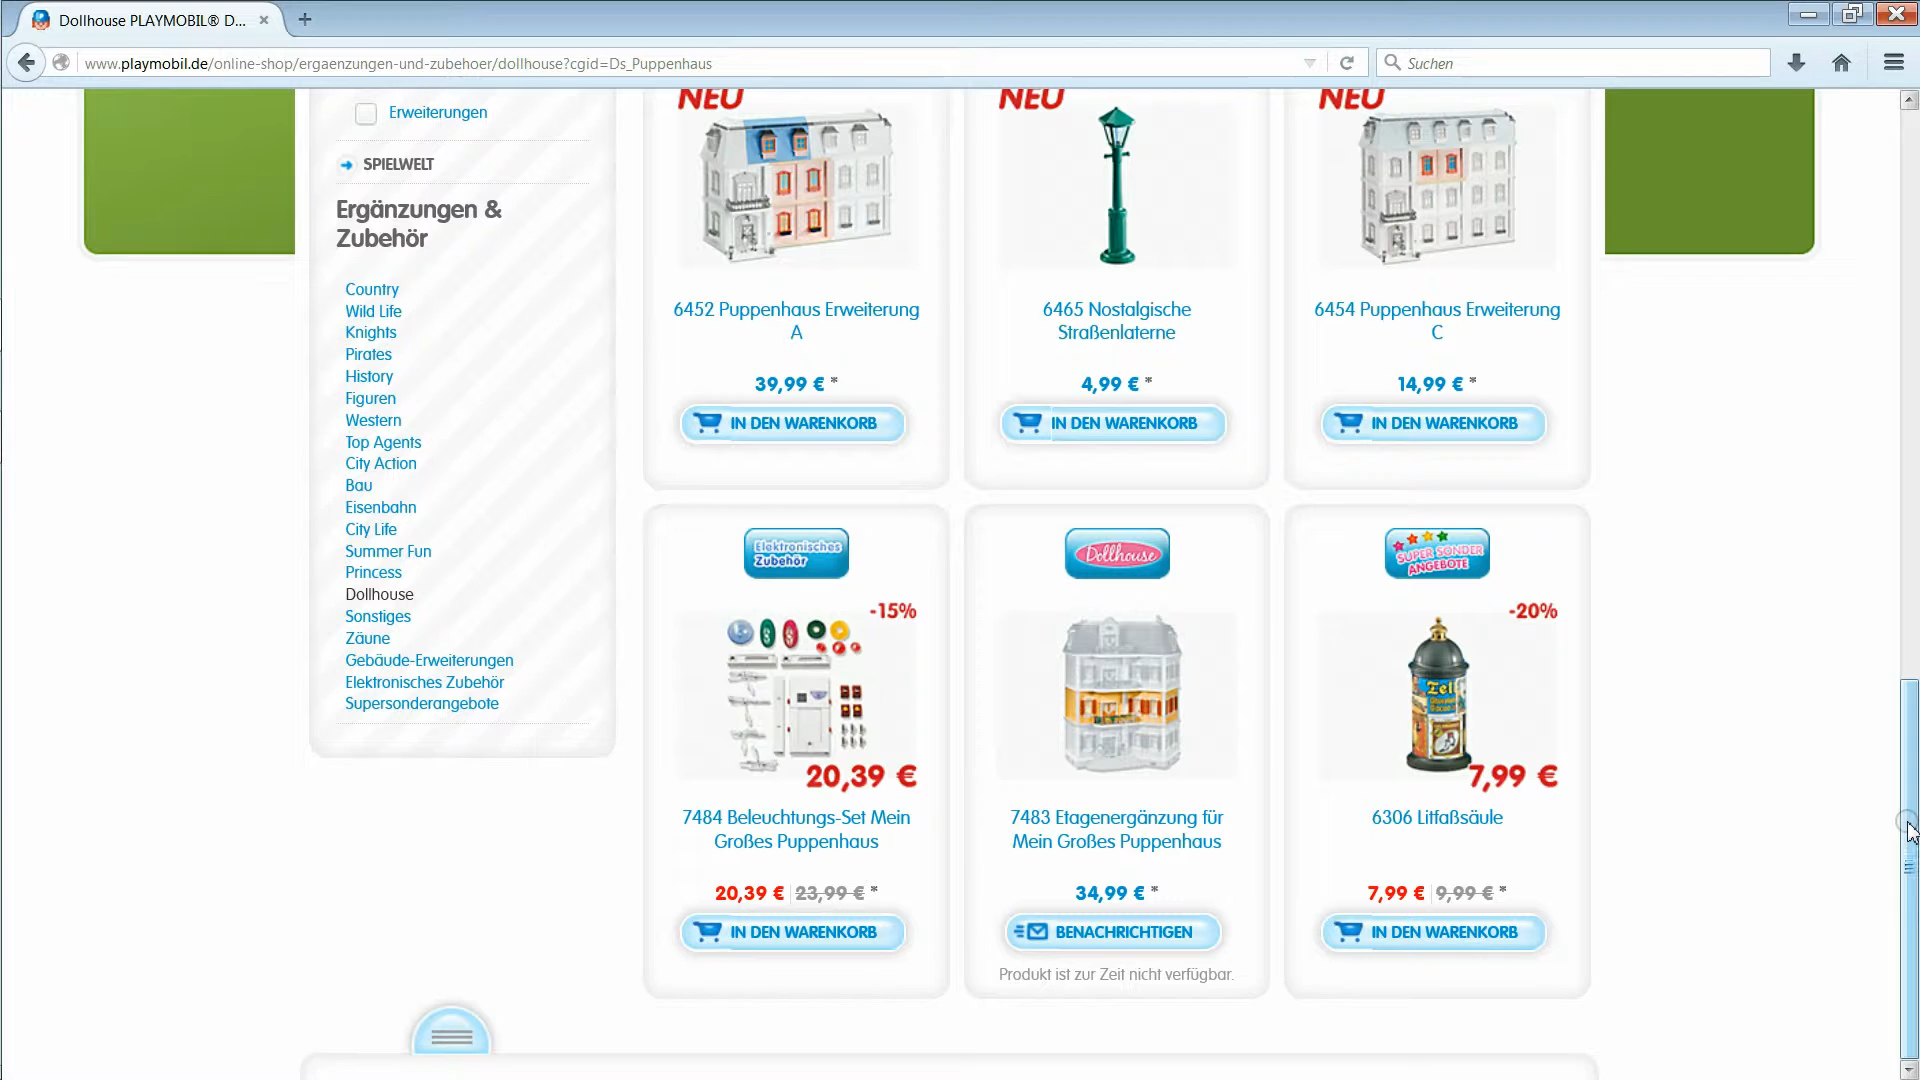 Dollhouse PLAYMOBIL® D...
www.playmobil.de/online-shop/ergaenzungen-und-zubehoer/dollhouse?cgid=Ds_Puppenhaus
Suchen
Erweiterungen
SPIELWELT
Ergänzungen &
Zubehör
Country
Wild Life
Knights
Pirates
History
Figuren
Western
Top Agents
City Action
Bau
Eisenbahn
City Life
Summer Fun
Princess
Dollhouse
Sonstiges
Zäune
Gebäude-Erweiterungen
Elektronisches Zubehör
Supersonderangebote
NEU
6452 Puppenhaus Erweiterung
A
39,99 € *
IN DEN WARENKORB
NEU
6465 Nostalgische
Straßenlaterne
4,99 € *
IN DEN WARENKORB
NEU
6454 Puppenhaus Erweiterung
C
14,99 € *
IN DEN WARENKORB
Elektronisches
Zubehör
-15%
20,39 €
7484 Beleuchtungs-Set Mein
Großes Puppenhaus
20,39 € 23,99 € *
IN DEN WARENKORB
Dollhouse
7483 Etagenergänzung für
Mein Großes Puppenhaus
34,99 € *
BENACHRICHTIGEN
Produkt ist zur Zeit nicht verfügbar.
SUPER SONDER
ANGEBOTE
-20%
7,99 €
6306 Litfaßsäule
7,99 € 9,99 € *
IN DEN WARENKORB